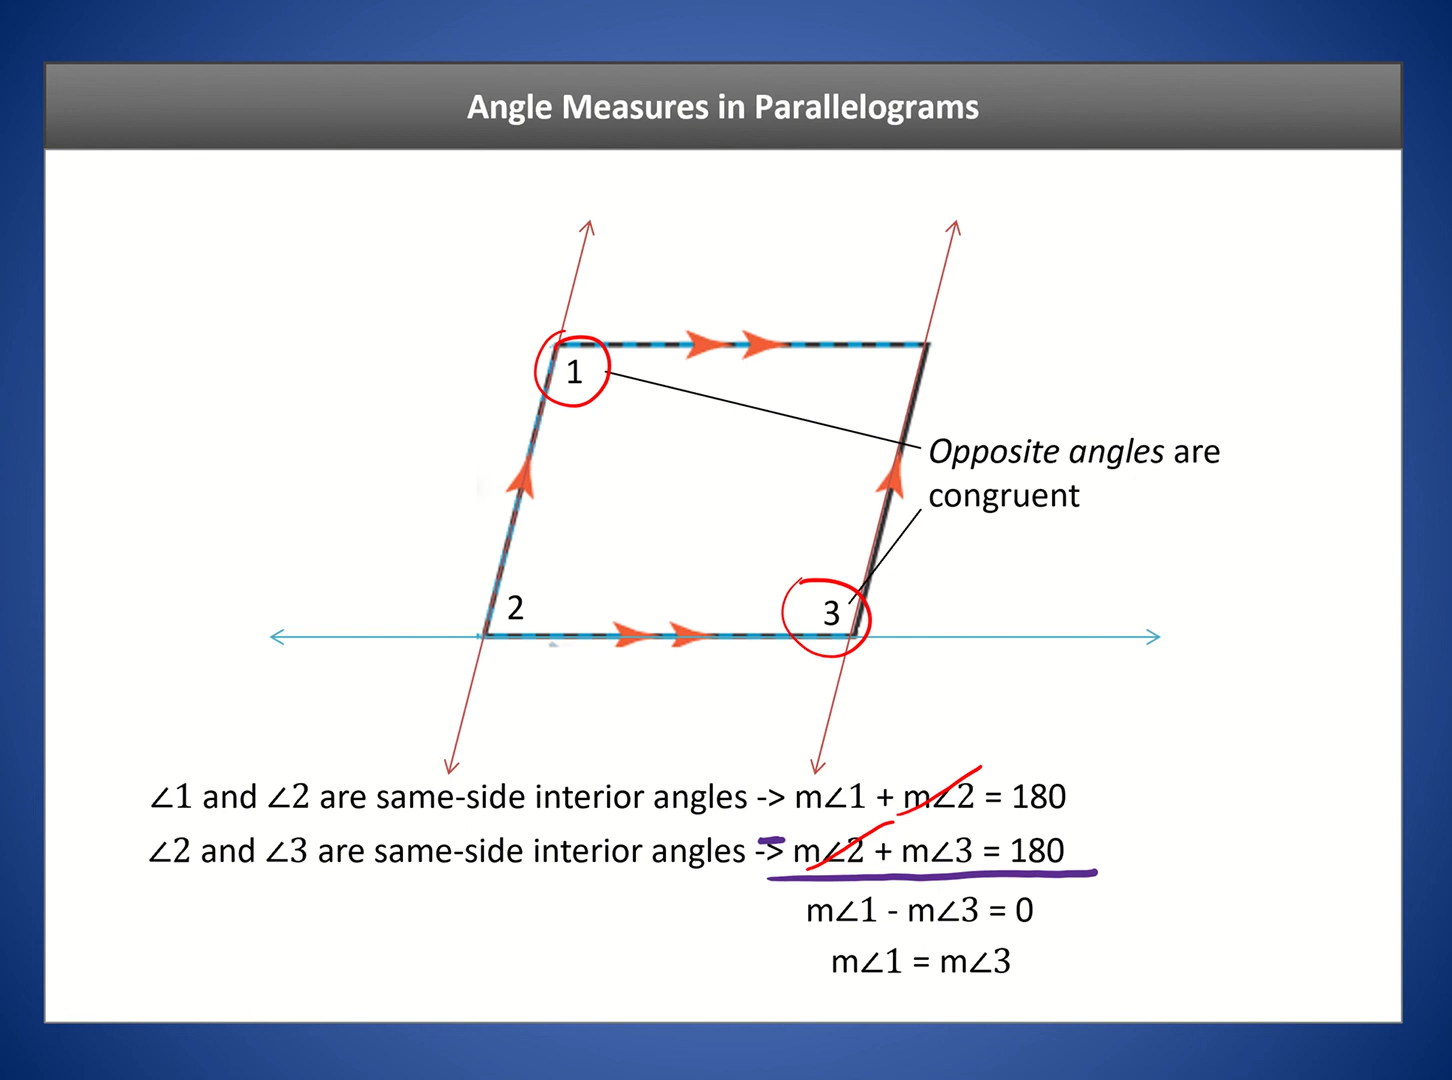 Angle Measures in Parallelograms
1
Opposite angles are
congruent
2
3
∠1 and ∠2 are same-side interior angles -> m∠1 + m∠2 = 180
∠2 and ∠3 are same-side interior angles -> m∠2 + m∠3 = 180
m∠1 - m∠3 = 0
m∠1 = m∠3